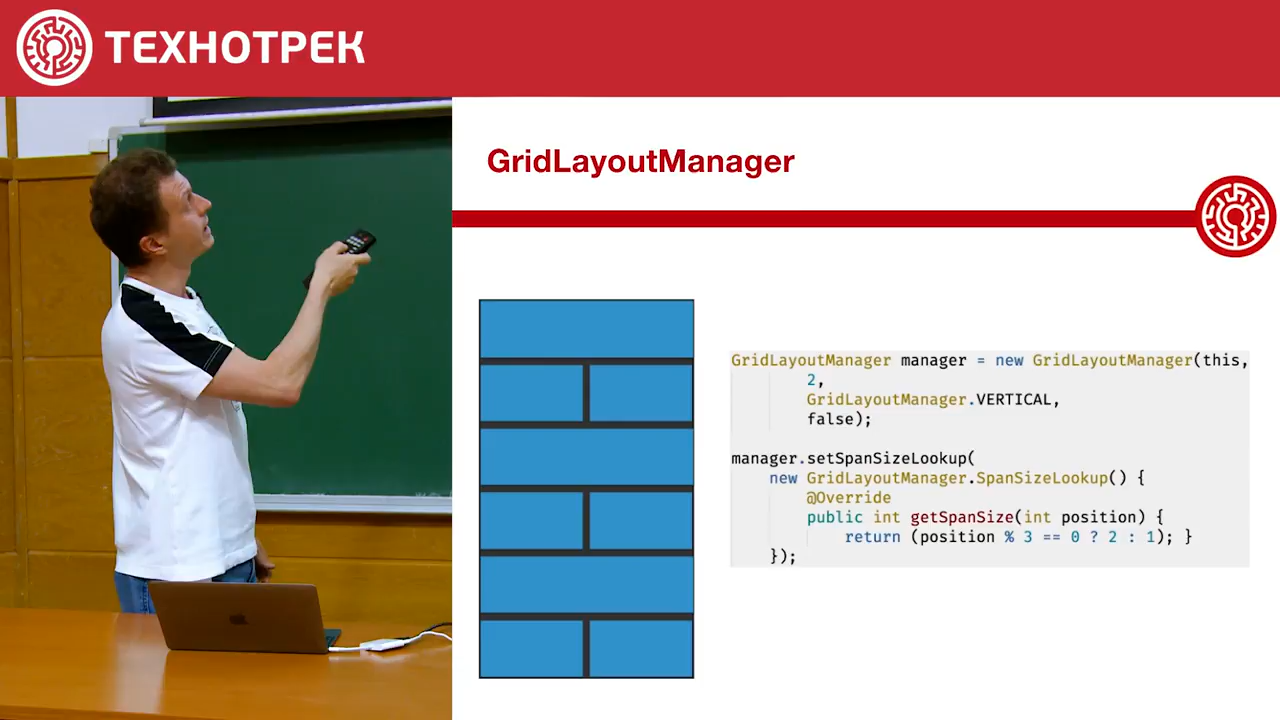 ТЕХНОТРЕК
GridLayoutManager
GridLayoutManager manager = new GridLayoutManager(this,
2,
GridLayoutManager.VERTICAL,
false);
manager.setSpanSizeLookup(
new GridLayoutManager.SpanSizeLookup() {
@Override
public int getSpanSize(int position) {
return (position % 3 == 0 ? 2 : 1); }
});